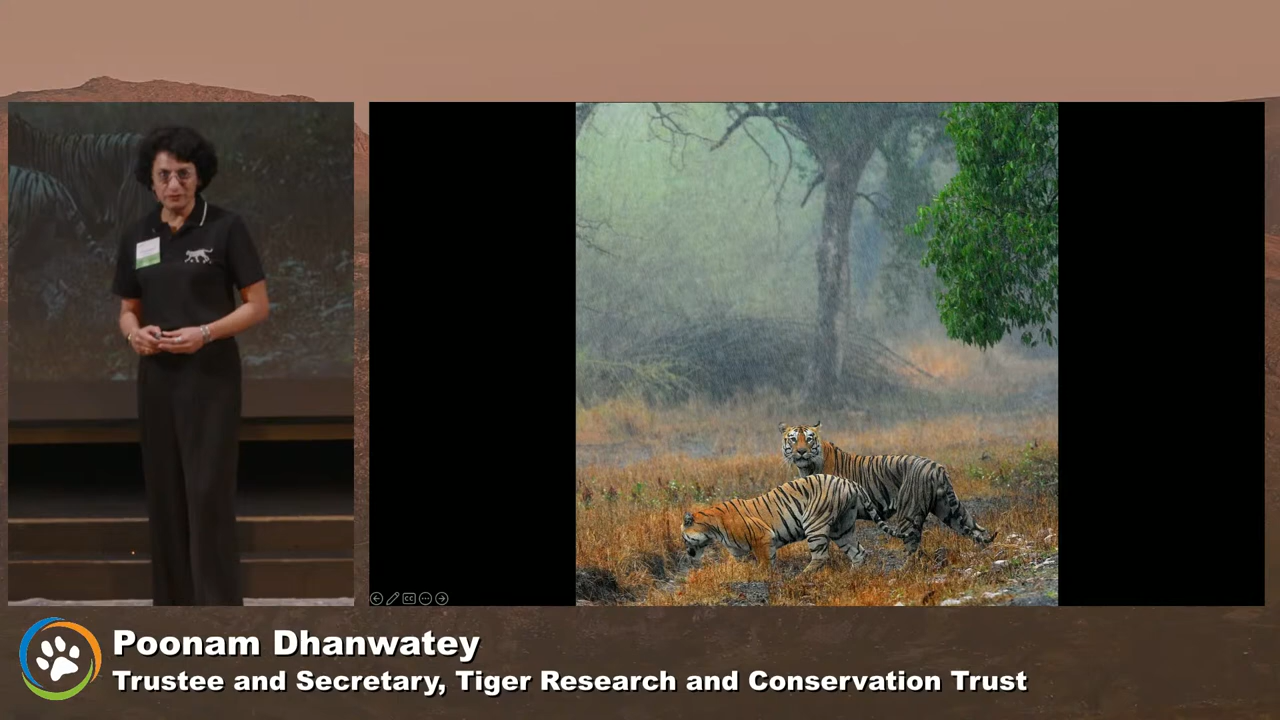 Poonam Dhanwatey
Trustee and Secretary, Tiger Research and Conservation Trust